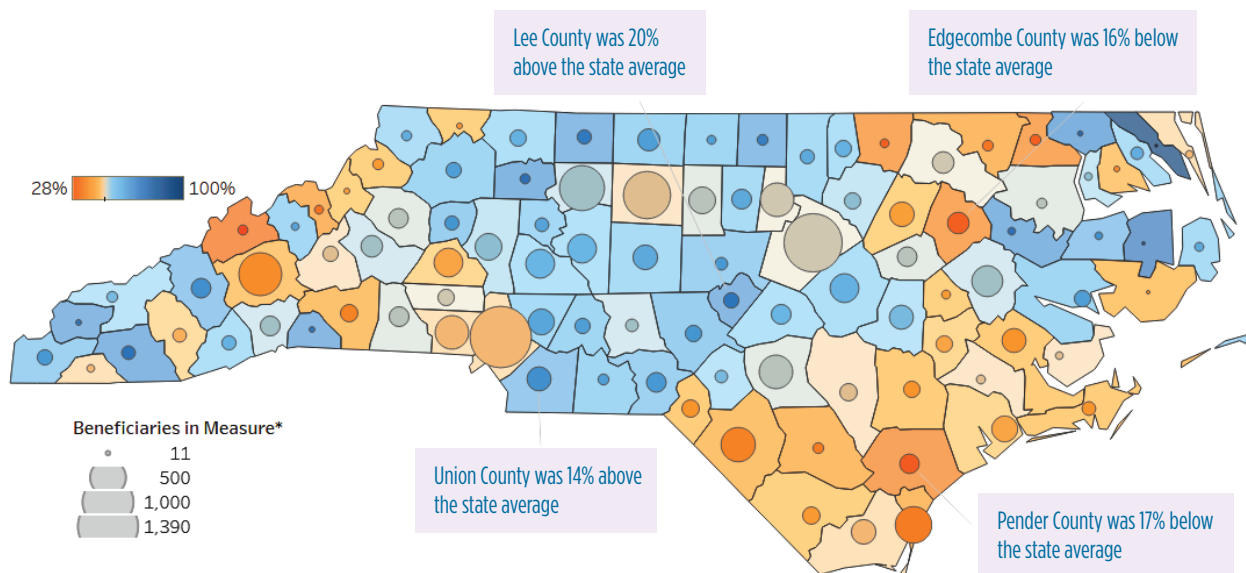 Lee County was 20%
above the state average
Edgecombe County was 16% below
the state average
28% 100%
Beneficiaries in Measure*
11
500
1,000
1,390
Union County was 14% above
the state average
Pender County was 17% below
the state average